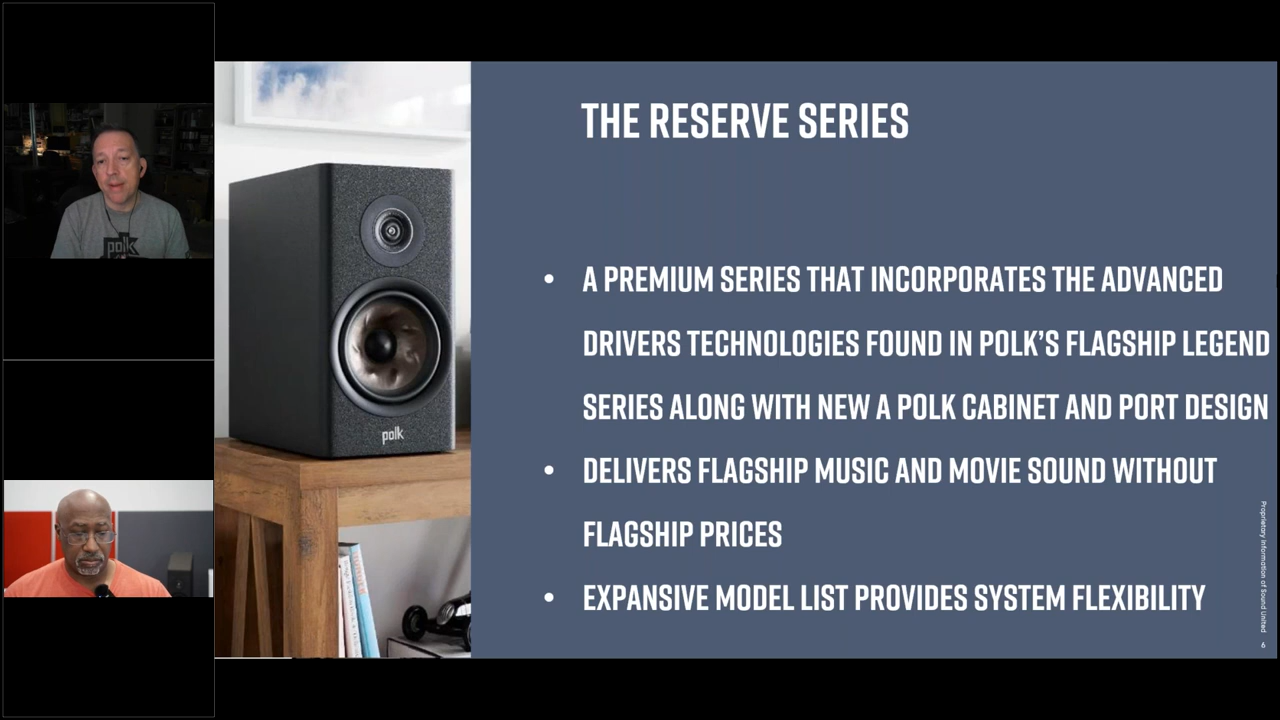 polk
polk
THE RESERVE SERIES
• A PREMIUM SERIES THAT INCORPORATES THE ADVANCED
DRIVERS TECHNOLOGIES FOUND IN POLK'S FLAGSHIP LEGEND
SERIES ALONG WITH NEW A POLK CABINET AND PORT DESIGN
• DELIVERS FLAGSHIP MUSIC AND MOVIE SOUND WITHOUT
FLAGSHIP PRICES
• EXPANSIVE MODEL LIST PROVIDES SYSTEM FLEXIBILITY
Proprietary Information of Sound United
6